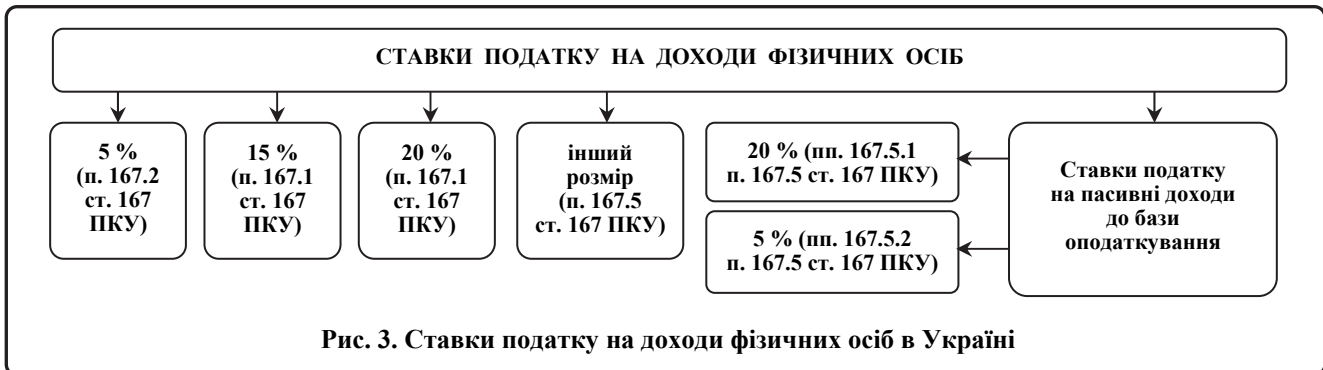 СТАВКИ ПОДАТКУ НА ДОХОДИ ФІЗИЧНИХ ОСІБ
5 %
(п. 167.2
ст. 167
ПКУ)
15 %
(п. 167.1
ст. 167
ПКУ)
20 %
(п. 167.1
ст. 167
ПКУ)
інший
розмір
(п. 167.5
ст. 167 ПКУ)
20 % (пп. 167.5.1
п. 167.5 ст. 167 ПКУ)
5 % (пп. 167.5.2
п. 167.5 ст. 167 ПКУ)
Ставки податку
на пасивні доходи
до бази
оподаткування
Рис. 3. Ставки податку на доходи фізичних осіб в Україні